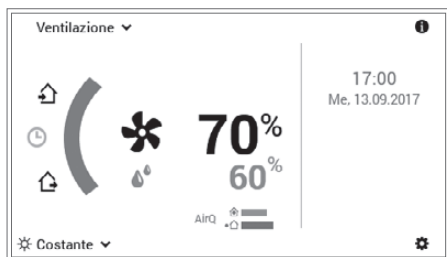 Ventilazione
17:00
Me, 13.09.2017
70%
60%
AirQ
Costante